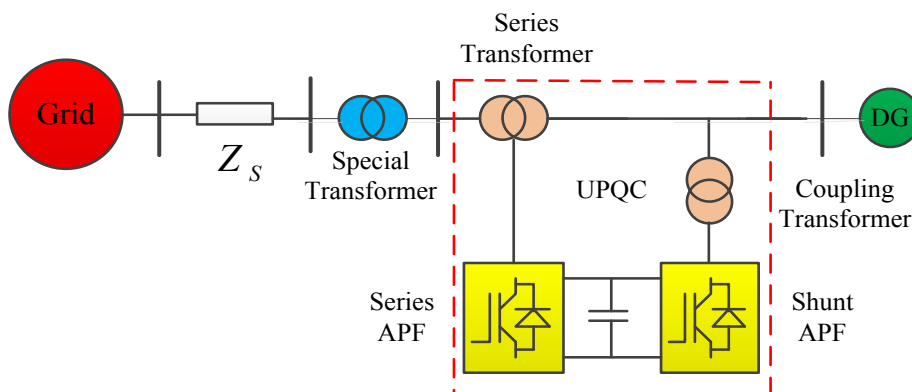 Series
Transformer
Grid
DG
Z S
Special
Transformer
UPQC
Coupling
Transformer
Series
APF
Shunt
APF